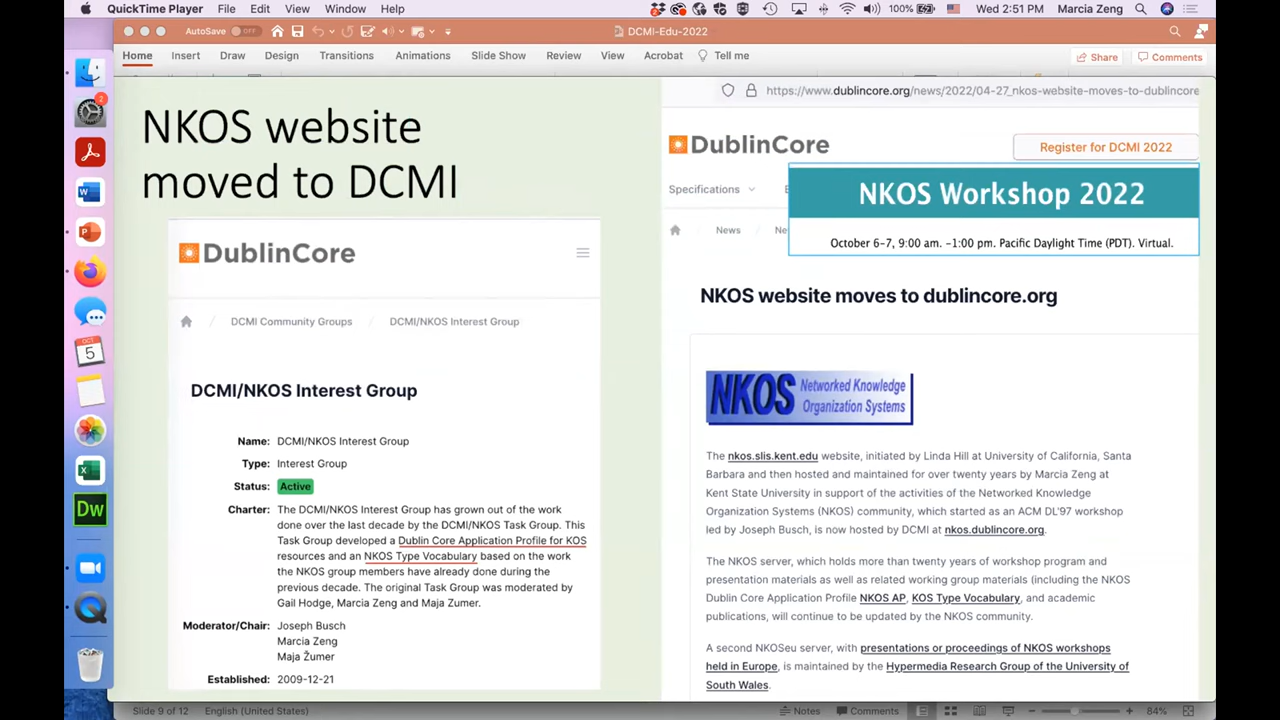 QuickTime Player File Edit View Window Help 100% Wed 2:51 PM Marcia Zeng
AutoSave OFF DCMI-Edu-2022
Home Insert Draw Design Transitions Animations Slide Show Review View Acrobat Tell me Share Comments
NKOS website
moved to DCMI
DublinCore
DCMI Community Groups / DCMI/NKOS Interest Group
DCMI/NKOS Interest Group
Name: DCMI/NKOS Interest Group
Type: Interest Group
Status: Active
Charter: The DCMI/NKOS Interest Group has grown out of the work
done over the last decade by the DCMI/NKOS Task Group. This
Task Group developed a Dublin Core Application Profile for KOS
resources and an NKOS Type Vocabulary based on the work
the NKOS group members have already done during the
previous decade. The original Task Group was moderated by
Gail Hodge, Marcia Zeng and Maja Zumer.
Moderator/Chair: Joseph Busch
Marcia Zeng
Maja Žumer
Established: 2009-12-21
https://www.dublincore.org/news/2022/04-27_nkos-website-moves-to-dublincore
DublinCore
Register for DCMI 2022
Specifications
NKOS Workshop 2022
News
October 6-7, 9:00 am. -1:00 pm. Pacific Daylight Time (PDT). Virtual.
NKOS website moves to dublincore.org
NKOS Networked Knowledge
Organization Systems
The nkos.slis.kent.edu website, initiated by Linda Hill at University of California, Santa
Barbara and then hosted and maintained for over twenty years by Marcia Zeng at
Kent State University in support of the activities of the Networked Knowledge
Organization Systems (NKOS) community, which started as an ACM DL'97 workshop
led by Joseph Busch, is now hosted by DCMI at nkos.dublincore.org.
The NKOS server, which holds more than twenty years of workshop program and
presentation materials as well as related working group materials (including the NKOS
Dublin Core Application Profile NKOS AP, KOS Type Vocabulary, and academic
publications, will continue to be updated by the NKOS community.
A second NKOSeu server, with presentations or proceedings of NKOS workshops
held in Europe, is maintained by the Hypermedia Research Group of the University of
South Wales.
2
OCT
5
Dw
Slide 9 of 12 English (United States) Notes Comments 84%